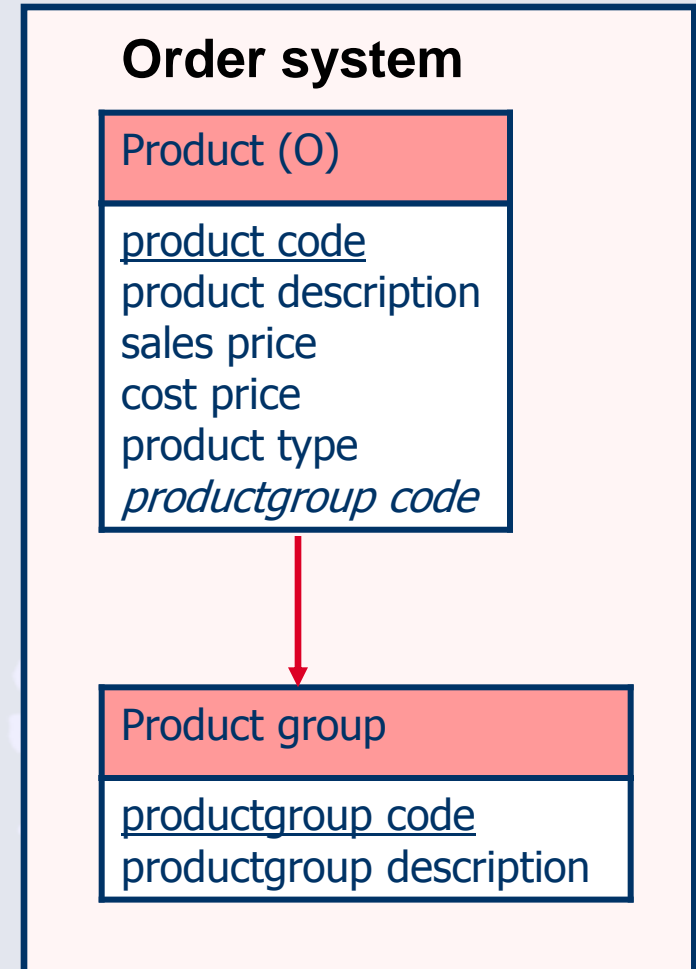 Order system
Product (O)
product code
product description
sales price
cost price
product type
productgroup code
Product group
productgroup code
productgroup description